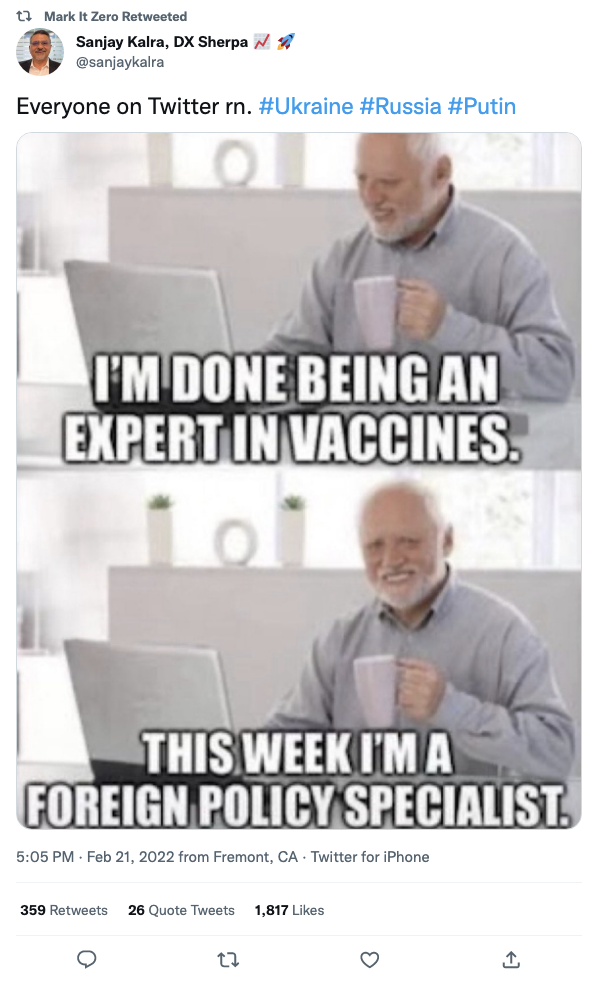 Mark It Zero Retweeted
Sanjay Kalra, DX Sherpa 📈 🚀
@sanjaykalra
Everyone on Twitter rn. #Ukraine #Russia #Putin
I'M DONE BEING AN
EXPERT IN VACCINES.
THIS WEEK I'M A
FOREIGN POLICY SPECIALIST.
5:05 PM · Feb 21, 2022 from Fremont, CA · Twitter for iPhone
359 Retweets 26 Quote Tweets 1,817 Likes